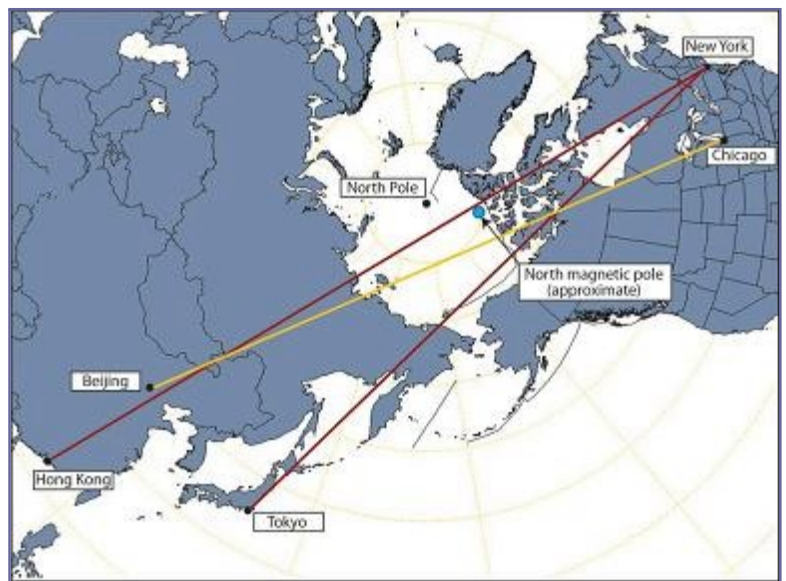 New York
Chicago
North Pole
North magnetic pole
(approximate)
Beijing
Hong Kong
Tokyo